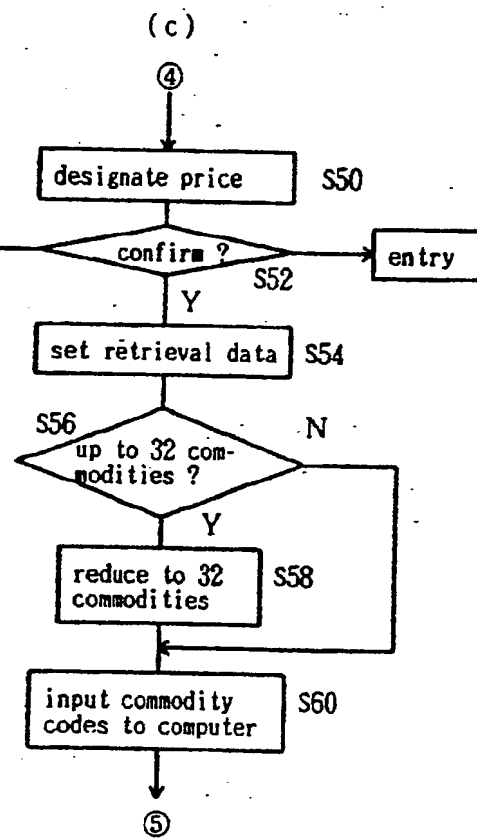 (c)
④
designate price S50
confirm ? entry
S52
Y
set retrieval data S54
S56 N
up to 32 com-
modities ?
Y
reduce to 32 S58
commodities
input commodity S60
codes to computer
⑤